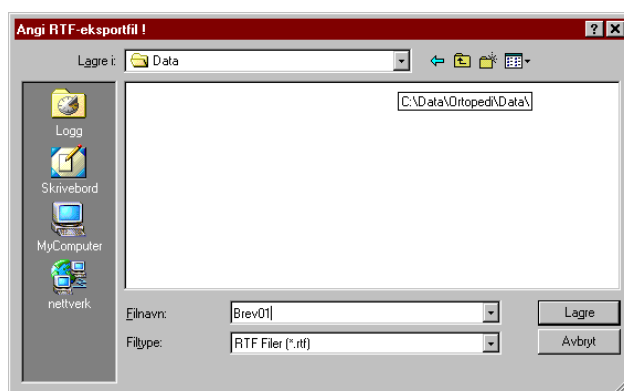 Angi RTF-eksportfil !
Lagre i: Data
C:\Data\Ortopedi\Data\
Logg
Skrivebord
MyComputer
nettverk
Filnavn: Brev01 Lagre
Filtype: RTF Filer (*.rtf) Avbryt